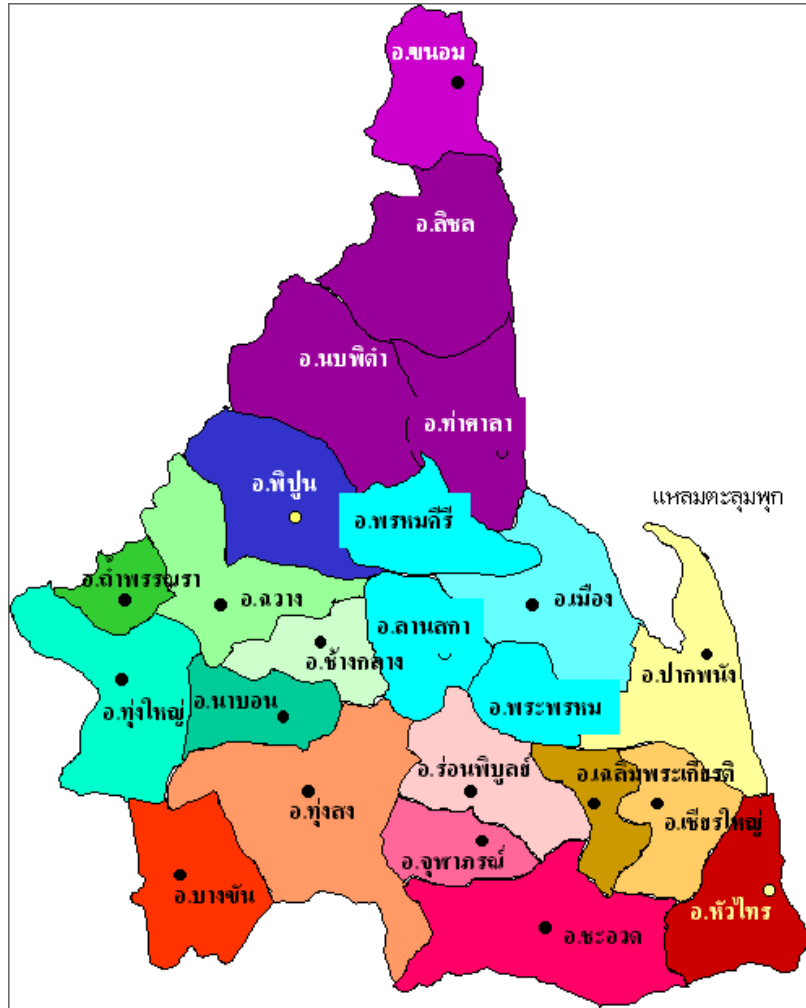 อ.ขนอม
อ.สิชล
อ.นบพิตำ
อ.ท่าศาลา
อ.พิปูน
แหลมตะลุมพุก
อ.พรหมคีรี
อ.ถ้ำพรรณรา
อ.ฉวาง
อ.เมือง
อ.ลานสกา
อ.ช้างกลาง
อ.ปากพนัง
อ.ทุ่งใหญ่
อ.นาบอน
อ.พระพรหม
อ.ร่อนพิบูลย์
อ.เฉลิมพระเกียรติ
อ.ทุ่งสง
อ.เชียรใหญ่
อ.จุฬาภรณ์
อ.บางขัน
อ.หัวไทร
อ.ชะอวด